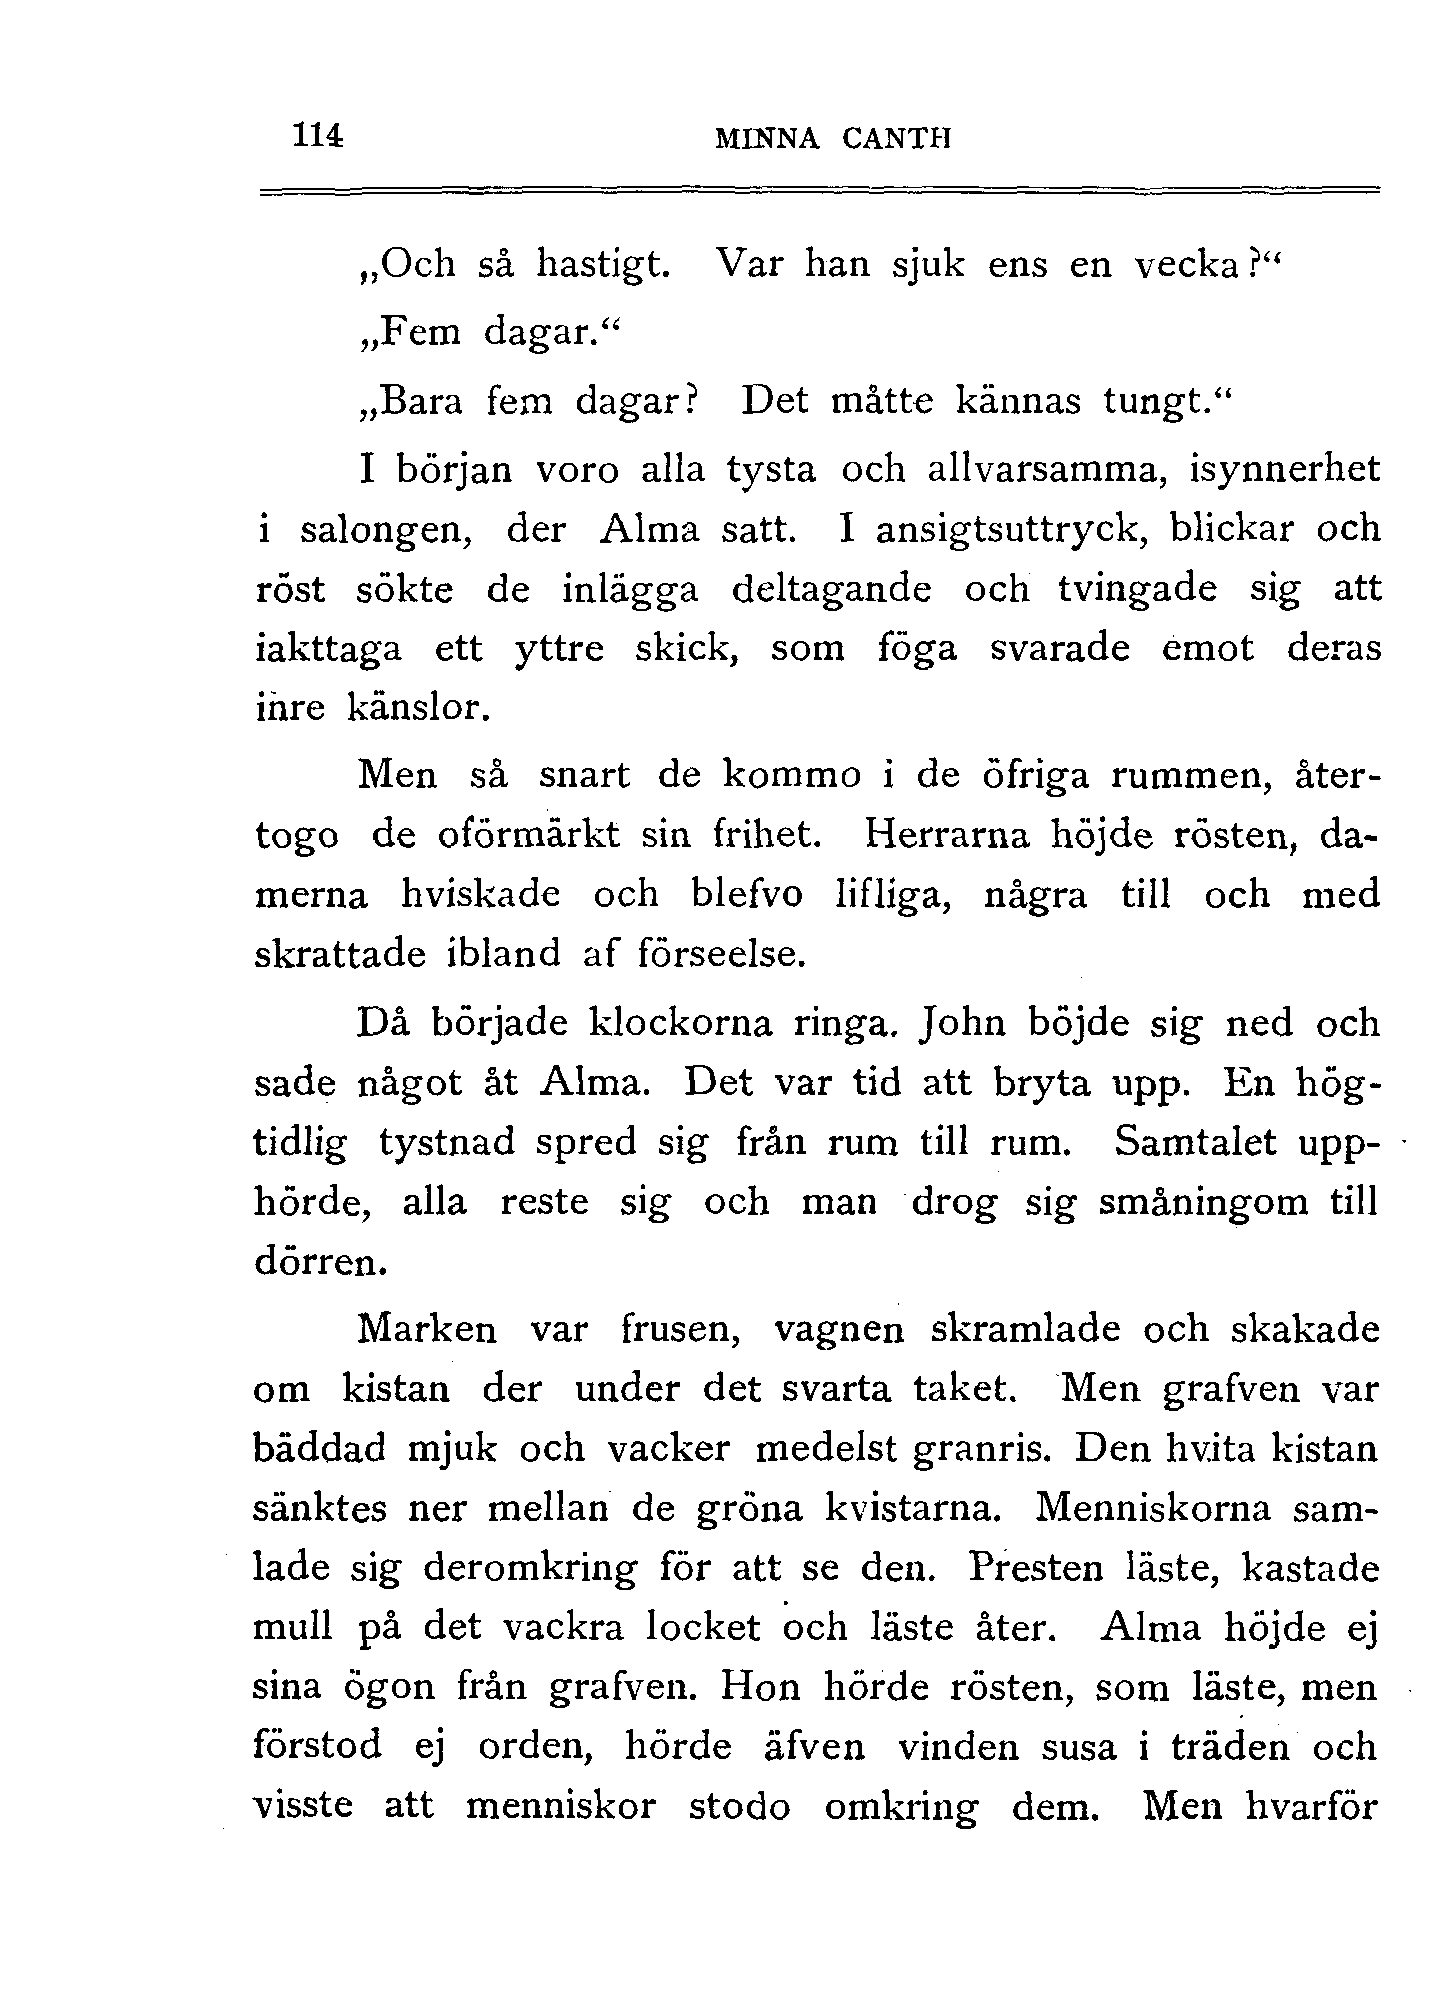 114 MINNA CANTH
„Och så hastigt. Var han sjuk ens en vecka?“
„Fem dagar.“
„Bara fem dagar? Det måtte kännas tungt.“
I början voro alla tysta och allvarsamma, isynnerhet
i salongen, der Alma satt. I ansigtsuttryck, blickar och
röst sökte de inlägga deltagande och tvingade sig att
iakttaga ett yttre skick, som föga svarade emot deras
inre känslor.
Men så snart de kommo i de öfriga rummen, åter-
togo de oförmärkt sin frihet. Herrarna höjde rösten, da-
merna hviskade och blefvo lifliga, några till och med
skrattade ibland af förseelse.
Då började klockorna ringa. John böjde sig ned och
sade något åt Alma. Det var tid att bryta upp. En hög-
tidlig tystnad spred sig från rum till rum. Samtalet upp-
hörde, alla reste sig och man drog sig småningom till
dörren.
Marken var frusen, vagnen skramlade och skakade
om kistan der under det svarta taket. Men grafven var
bäddad mjuk och vacker medelst granris. Den hvita kistan
sänktes ner mellan de gröna kvistarna. Menniskorna sam-
lade sig deromkring för att se den. Presten läste, kastade
mull på det vackra locket och läste åter. Alma höjde ej
sina ögon från grafven. Hon hörde rösten, som läste, men
förstod ej orden, hörde äfven vinden susa i träden och
visste att menniskor stodo omkring dem. Men hvarför